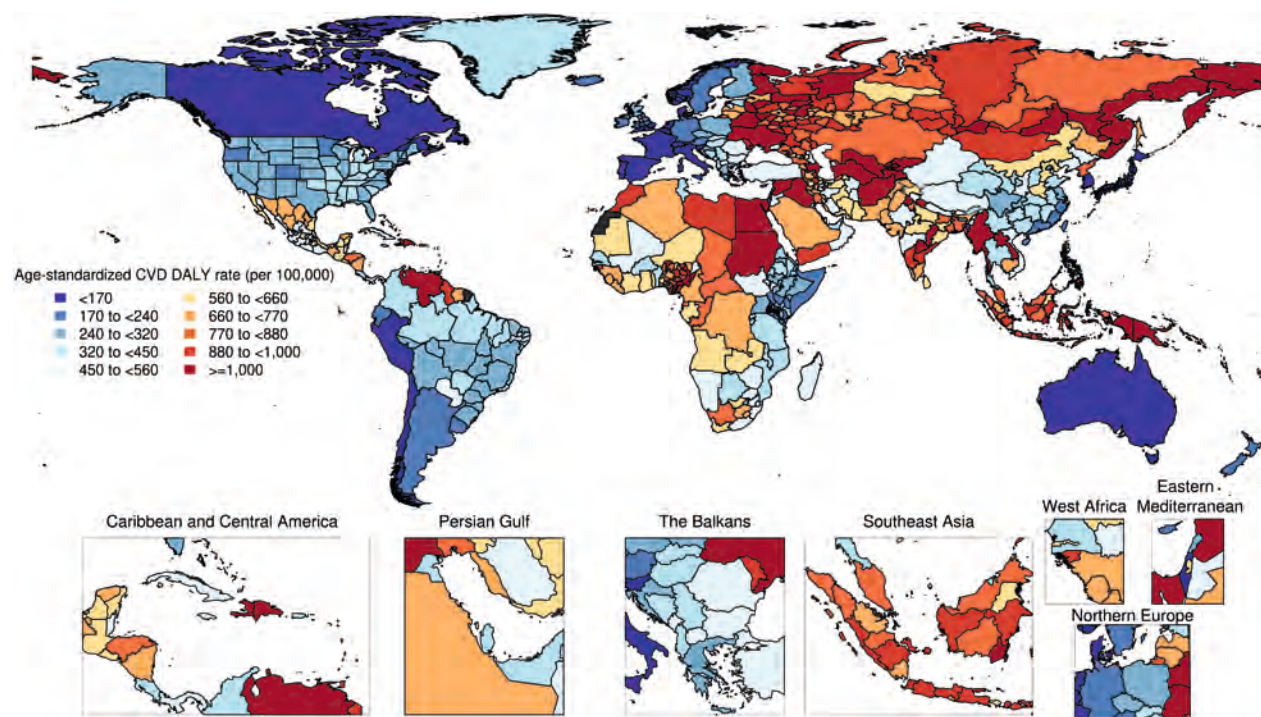 Age-standardized CVD DALY rate (per 100,000)
<170
170 to <240
240 to <320
320 to <450
450 to <560
560 to <660
660 to <770
770 to <880
880 to <1,000
>=1,000
Caribbean and Central America
Persian Gulf
The Balkans
Southeast Asia
West Africa
Eastern
Mediterranean
Northern Europe